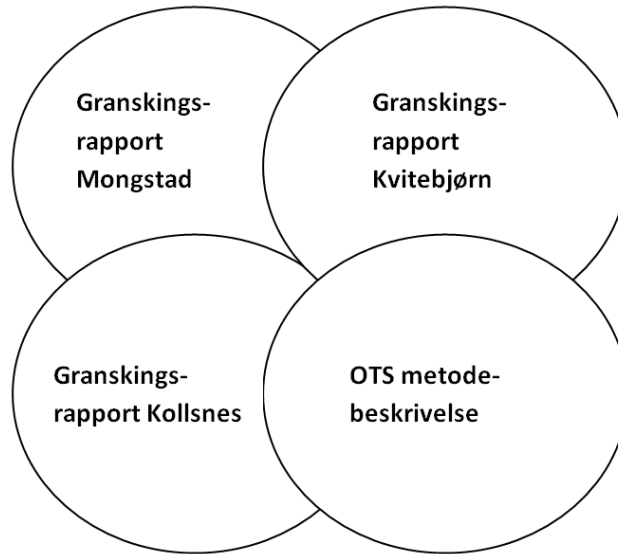 Granskings-
rapport
Mongstad
Granskings-
rapport
Kvitebjørn
Granskings-
rapport Kollsnes
OTS metode-
beskrivelse